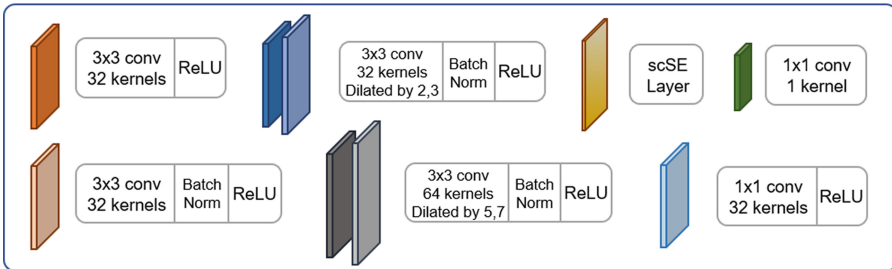 3x3 conv
32 kernels
ReLU
3x3 conv
32 kernels
Dilated by 2,3
Batch
Norm
ReLU
scSE
Layer
1x1 conv
1 kernel
3x3 conv
32 kernels
Batch
Norm
ReLU
3x3 conv
64 kernels
Dilated by 5,7
Batch
Norm
ReLU
1x1 conv
32 kernels
ReLU